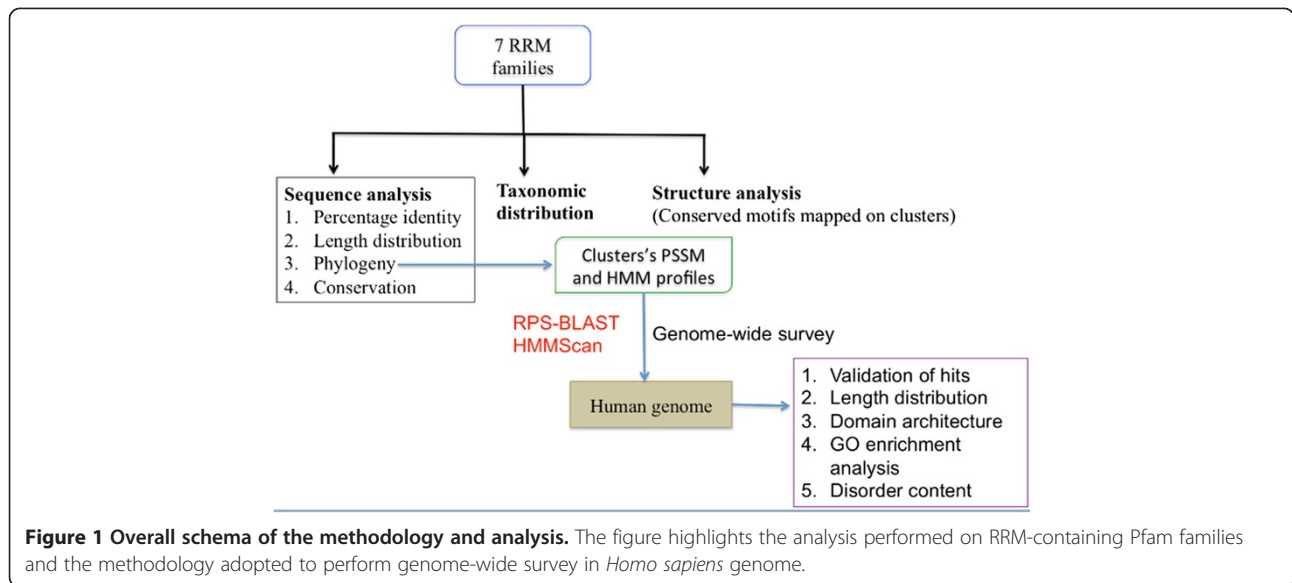 7 RRM
families
Sequence analysis
1. Percentage identity
2. Length distribution
3. Phylogeny
4. Conservation
Taxonomic
distribution
Structure analysis
(Conserved motifs mapped on clusters)
Clusters's PSSM
and HMM profiles
RPS-BLAST
HMMScan
Genome-wide survey
Human genome
1. Validation of hits
2. Length distribution
3. Domain architecture
4. GO enrichment
analysis
5. Disorder content
Figure 1 Overall schema of the methodology and analysis. The figure highlights the analysis performed on RRM-containing Pfam families
and the methodology adopted to perform genome-wide survey in Homo sapiens genome.